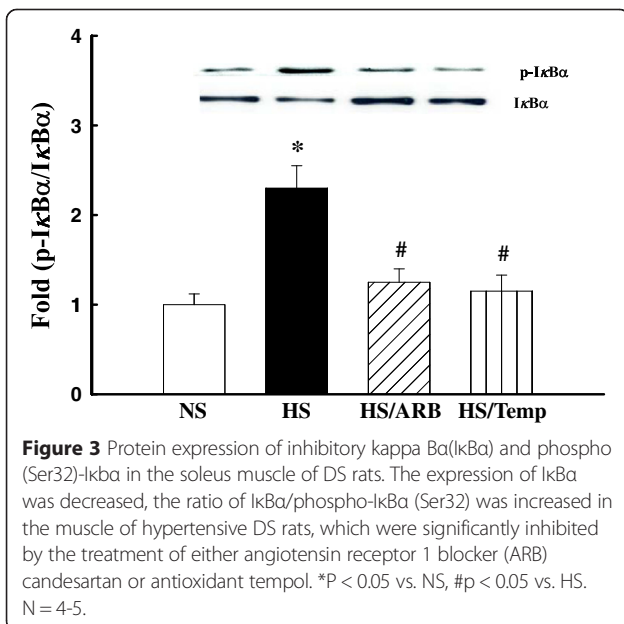 4
3
2
1
0
Fold (p-IκBα/IκBα)
p-IκBα
IκBα
*
#
#
NS HS HS/ARB HS/Temp
Figure 3 Protein expression of inhibitory kappa Bα(IκBα) and phospho
(Ser32)-Iκbα in the soleus muscle of DS rats. The expression of IκBα
was decreased, the ratio of IκBα/phospho-IκBα (Ser32) was increased in
the muscle of hypertensive DS rats, which were significantly inhibited
by the treatment of either angiotensin receptor 1 blocker (ARB)
candesartan or antioxidant tempol. *P < 0.05 vs. NS, #p < 0.05 vs. HS.
N = 4-5.